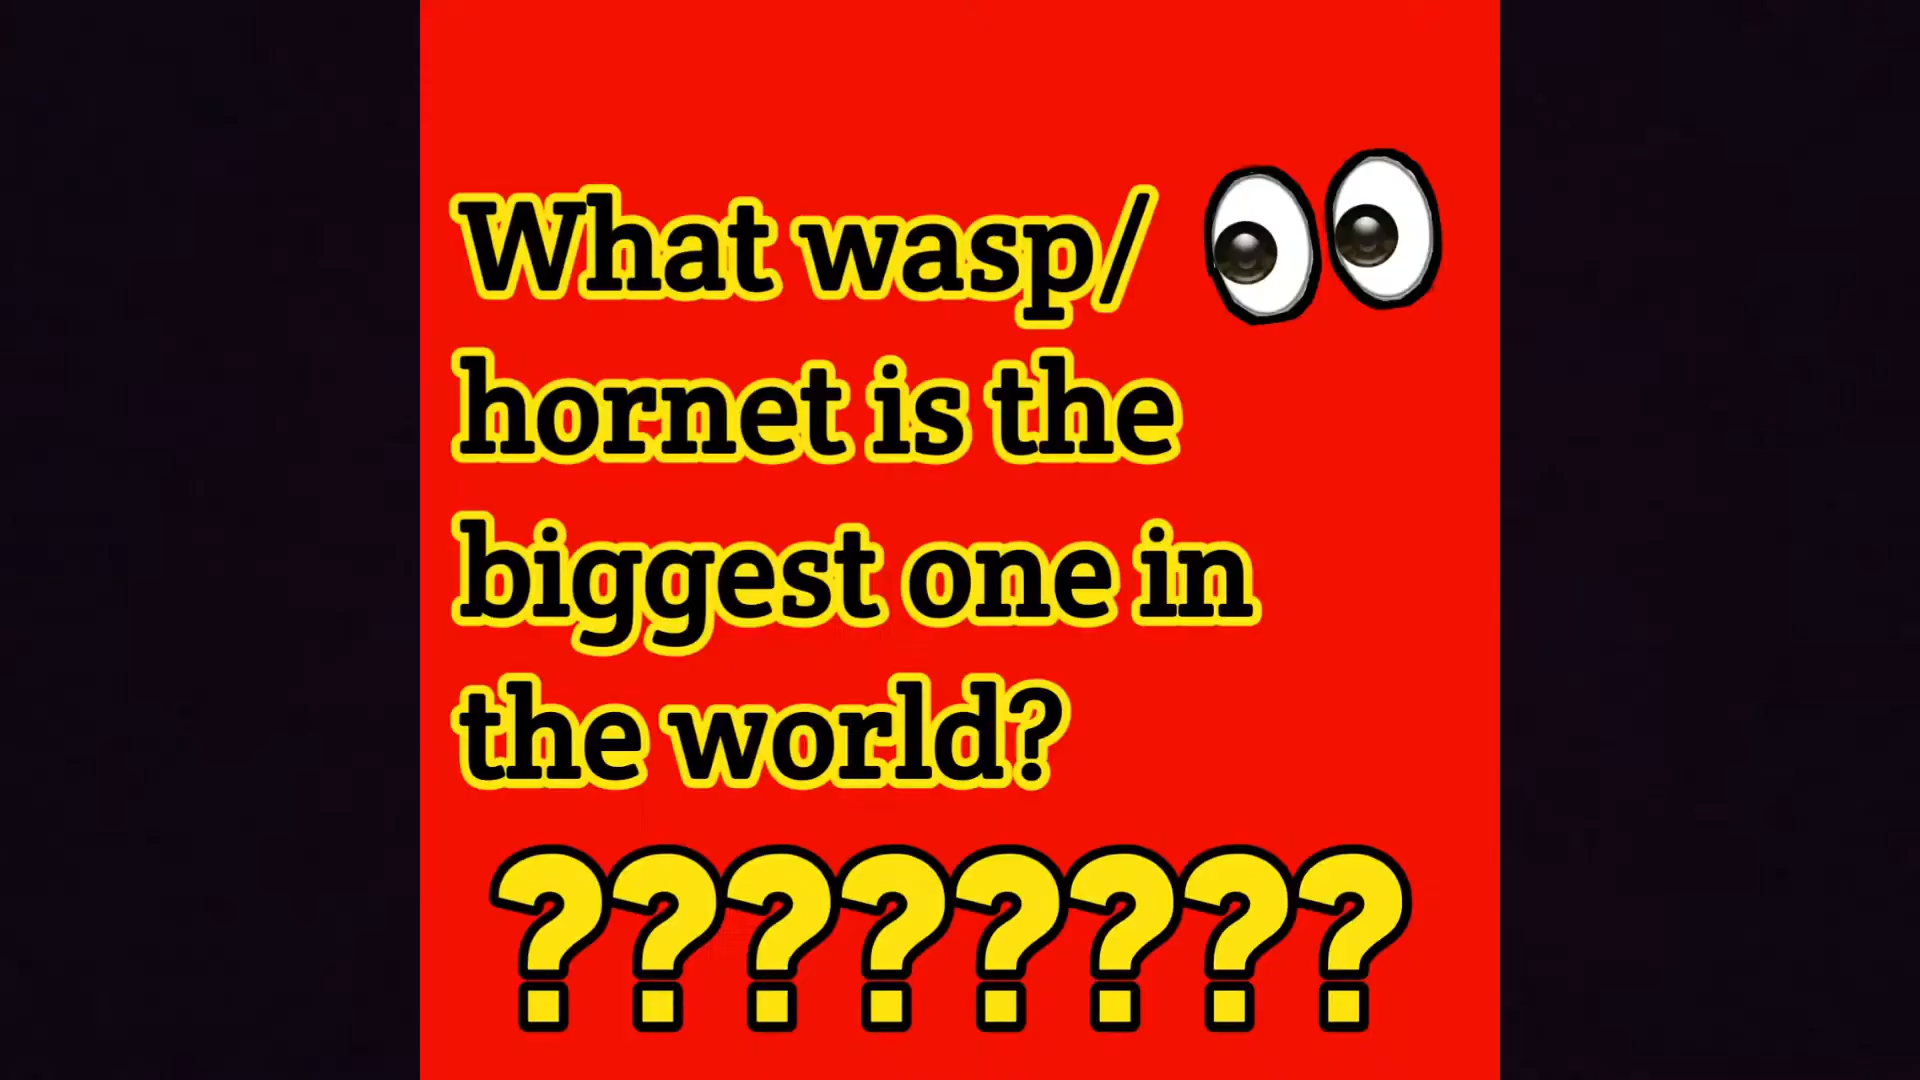 What wasp/
hornet is the
biggest one in
the world?
????????